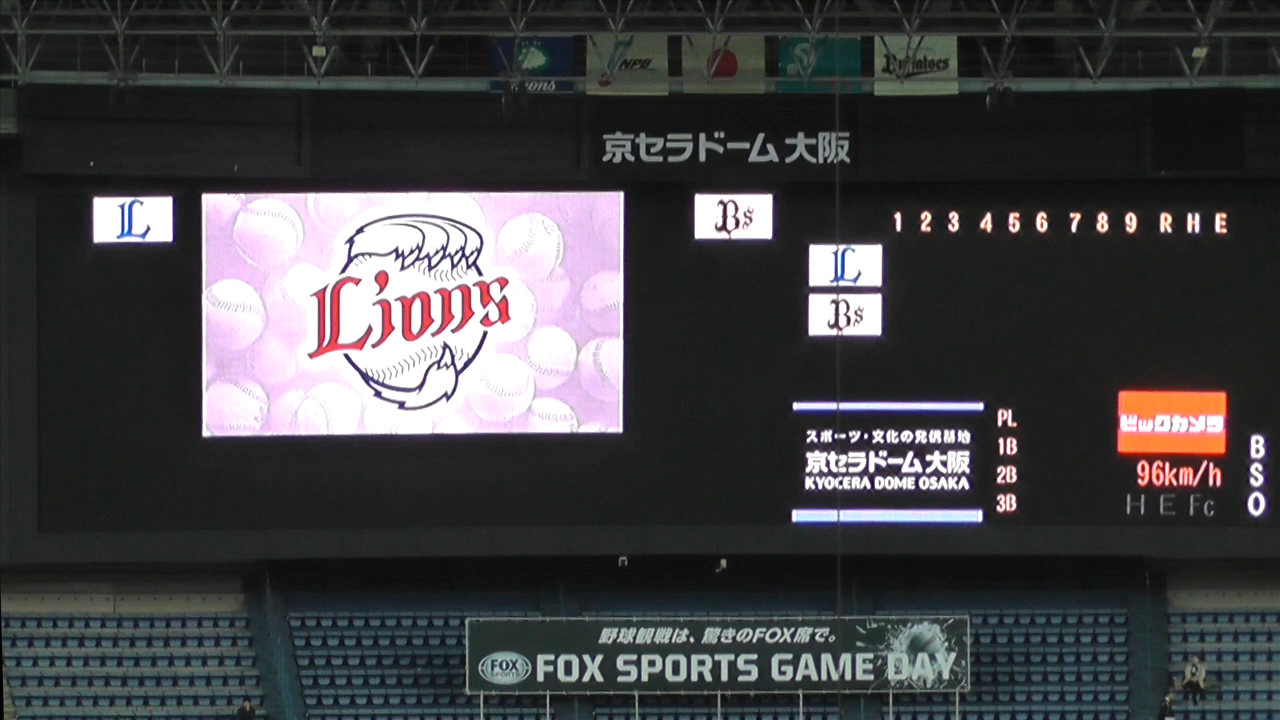 Lions
NPB
Buffaloes
京セラドーム 大阪
L
Lions
Bs
1 2 3 4 5 6 7 8 9 R H E
L
Bs
スポーツ・文化の発信基地
京セラドーム 大阪
KYOCERA DOME OSAKA
PL
1B
2B
3B
ビックカメラ
96km/h
H E Fc
B
S
O
野球観戦は、驚きのFOX席で。
FOX SPORTS
FOX SPORTS GAME DAY